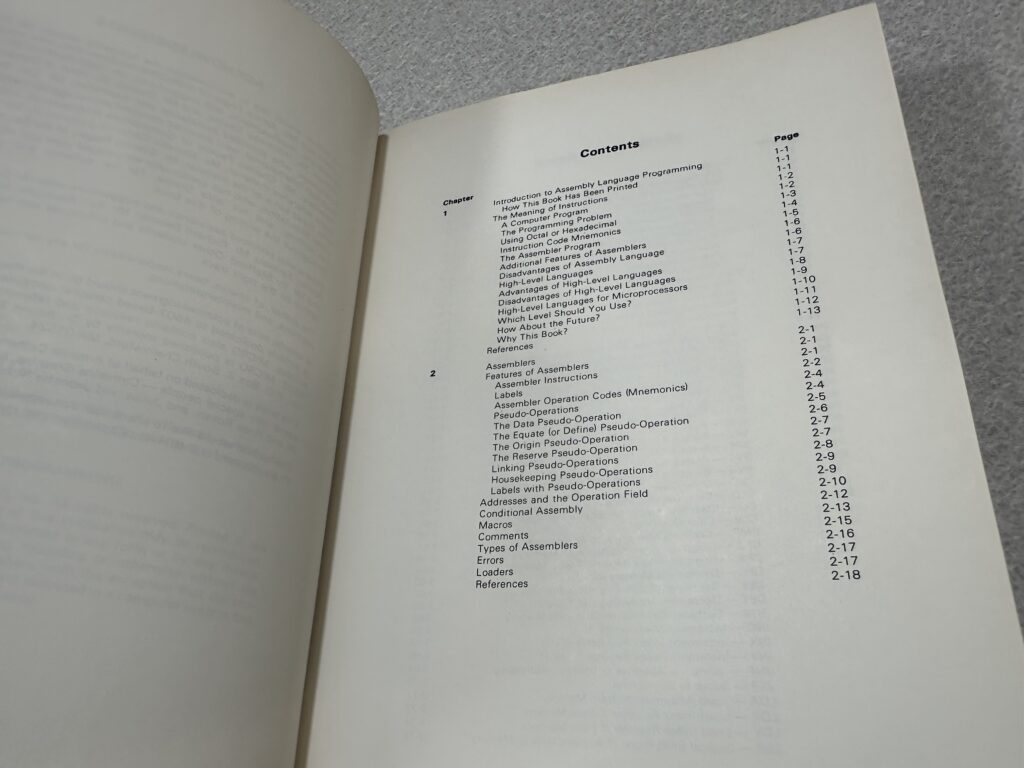 Contents
Chapter Page
1 Introduction to Assembly Language Programming 1-1
How This Book Has Been Printed 1-1
The Meaning of Instructions 1-1
A Computer Program 1-2
The Programming Problem 1-2
Using Octal or Hexadecimal 1-3
Instruction Code Mnemonics 1-4
The Assembler Program 1-5
Additional Features of Assemblers 1-6
Disadvantages of Assembly Language 1-6
High-Level Languages 1-7
Advantages of High-Level Languages 1-7
Disadvantages of High-Level Languages 1-8
High-Level Languages for Microprocessors 1-9
Which Level Should You Use? 1-10
How About the Future? 1-11
Why This Book? 1-12
References 1-13
2 Assemblers 2-1
Features of Assemblers 2-1
Assembler Instructions 2-1
Labels 2-2
Assembler Operation Codes (Mnemonics) 2-4
Pseudo-Operations 2-4
The Data Pseudo-Operation 2-5
The Equate (or Define) Pseudo-Operation 2-6
The Origin Pseudo-Operation 2-7
The Reserve Pseudo-Operation 2-7
Linking Pseudo-Operations 2-8
Housekeeping Pseudo-Operations 2-9
Labels with Pseudo-Operations 2-9
Addresses and the Operation Field 2-10
Conditional Assembly 2-12
Macros 2-13
Comments 2-15
Types of Assemblers 2-16
Errors 2-17
Loaders 2-17
References 2-18